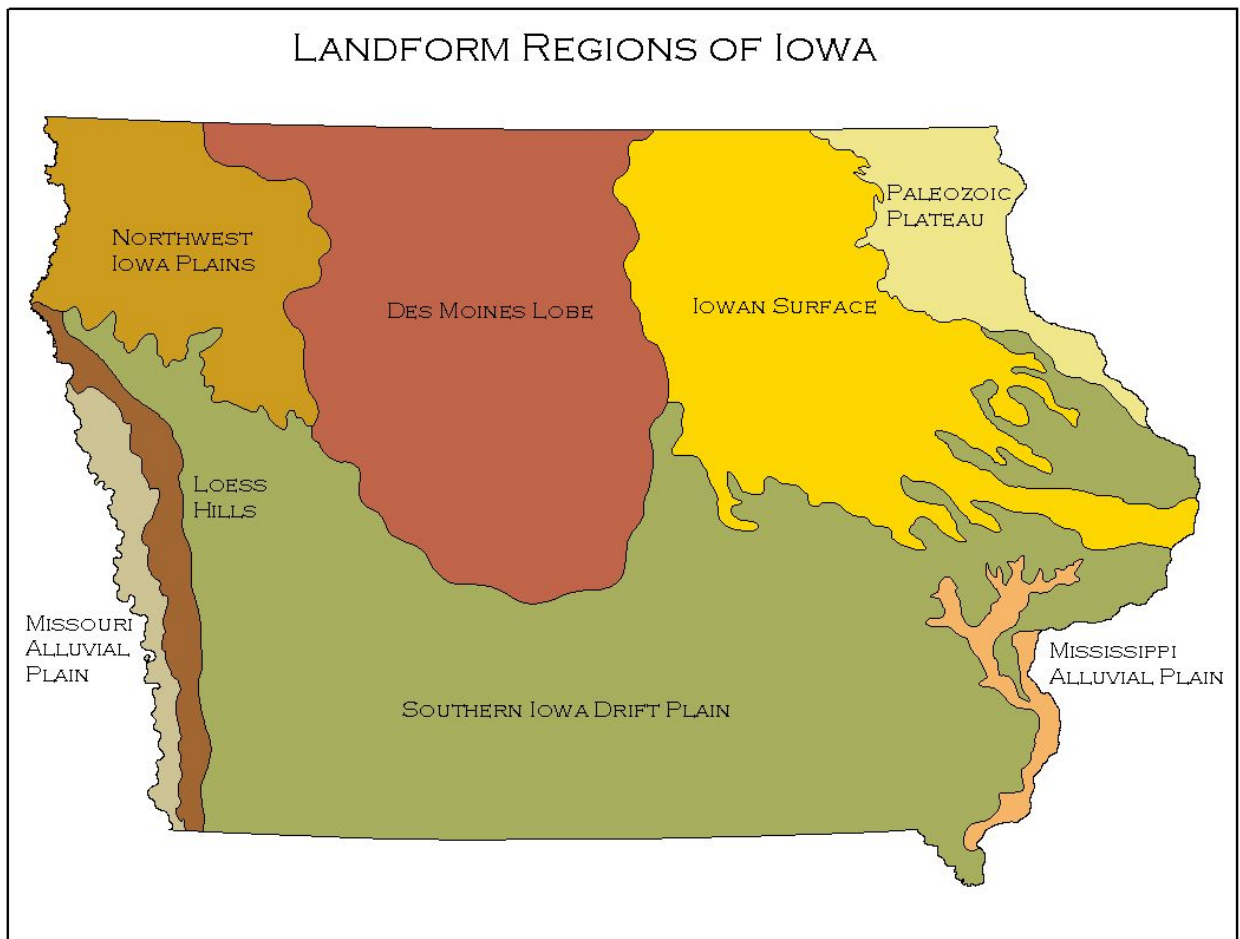 Landform Regions of Iowa
Paleozoic
Plateau
Northwest
Iowa Plains
Des Moines Lobe
Iowan Surface
Loess
Hills
Missouri
Alluvial
Plain
Mississippi
Alluvial Plain
Southern Iowa Drift Plain